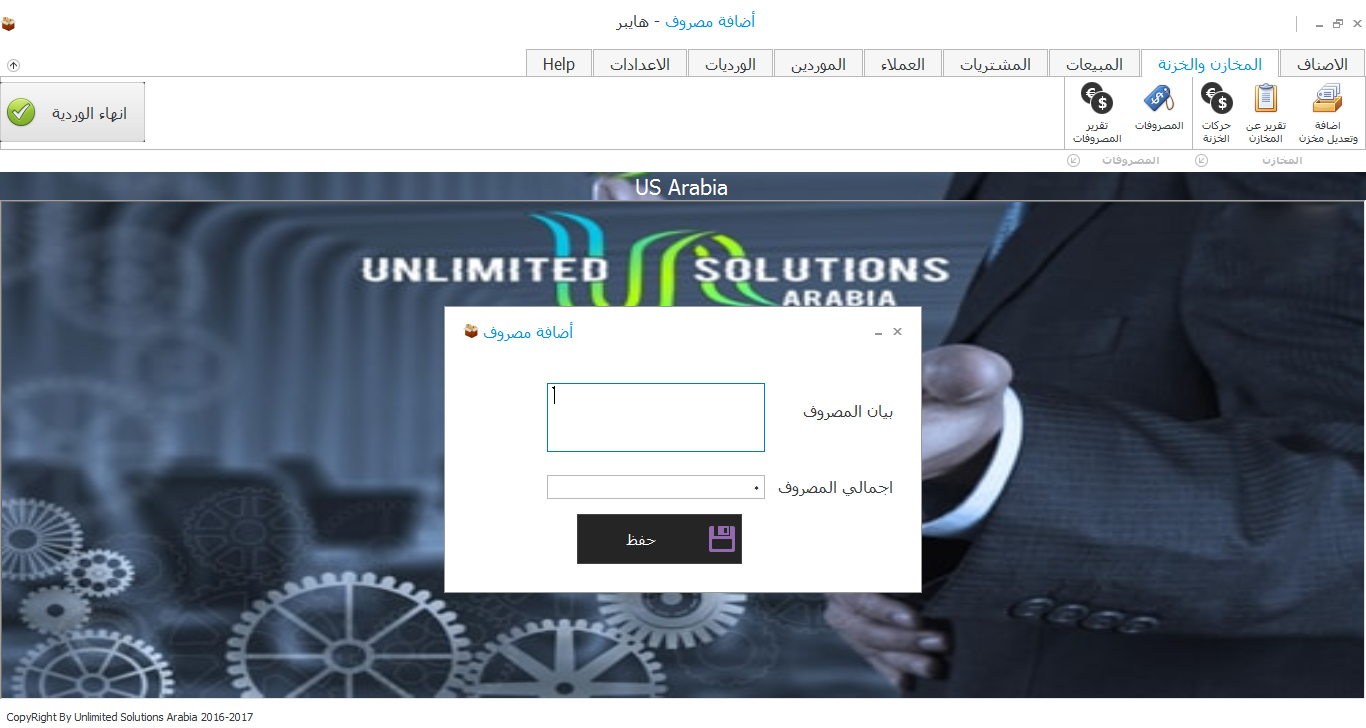 أضافة مصروف - هايبر
الاصناف
المخازن والخزنة
المبيعات
المشتريات
العملاء
الموردين
الورديات
الاعدادات
Help
اضافة
وتعديل مخزن
تقرير عن
المخازن
حركات
الخزنة
المصروفات
تقرير
المصروفات
انهاء الوردية
المخازن
المصروفات
US Arabia
UNLIMITED SOLUTIONS
ARABIA
أضافة مصروف
بيان المصروف
اجمالي المصروف
٠
حفظ
CopyRight By Unlimited Solutions Arabia 2016-2017